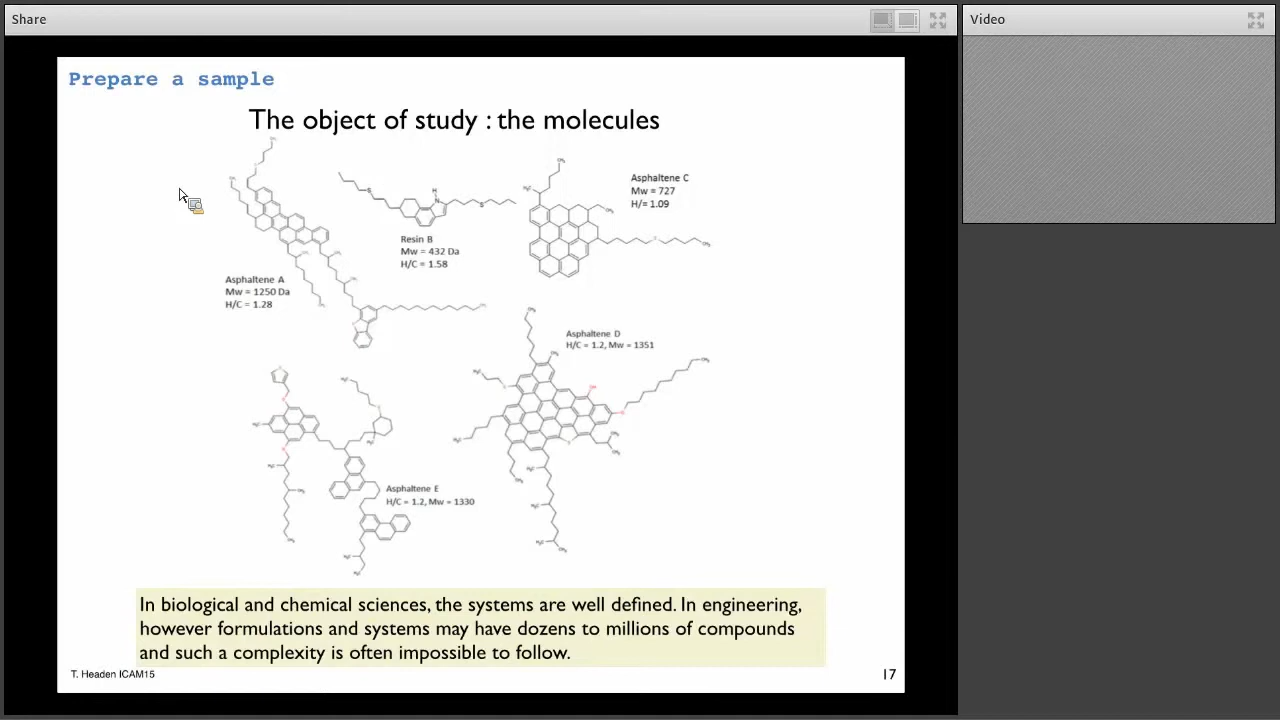 Share
Video
Prepare a sample
The object of study : the molecules
Asphaltene A
Mw = 1250 Da
H/C = 1.28
Resin B
Mw = 432 Da
H/C = 1.58
Asphaltene C
Mw = 727
H/= 1.09
Asphaltene D
H/C = 1.2, Mw = 1351
Asphaltene E
H/C = 1.2, Mw = 1330
In biological and chemical sciences, the systems are well defined. In engineering,
however formulations and systems may have dozens to millions of compounds
and such a complexity is often impossible to follow.
T. Headen ICAM15
17